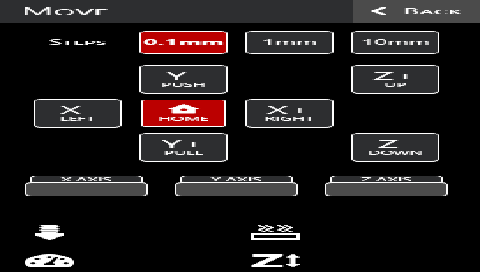 Move < Back
Steps 0.1mm 1mm 10mm
Y Push
Z+ Up
X Left
Home
X+ Right
Y+ Pull
Z Down
X Axis Y Axis Z Axis
Z